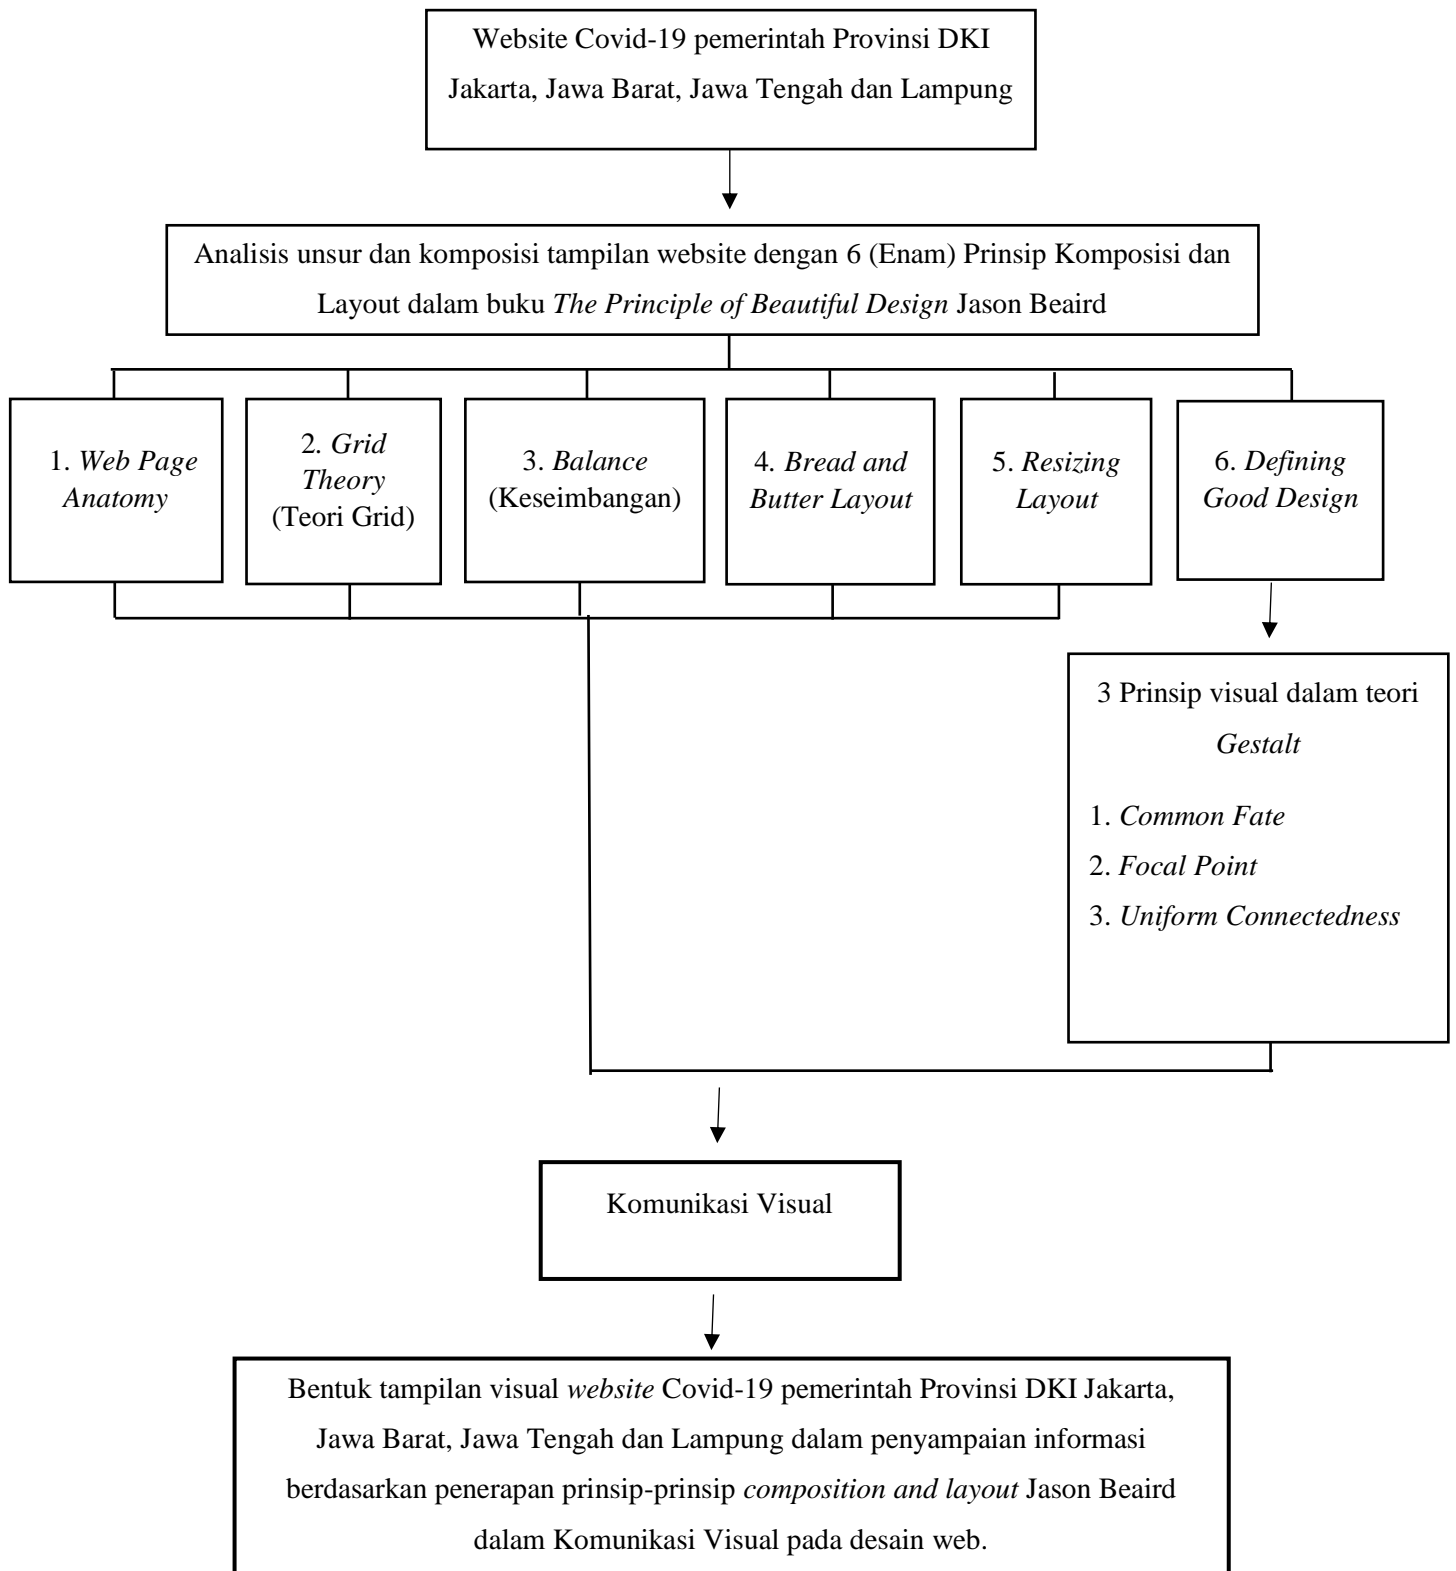 Website Covid-19 pemerintah Provinsi DKI
Jakarta, Jawa Barat, Jawa Tengah dan Lampung
Analisis unsur dan komposisi tampilan website dengan 6 (Enam) Prinsip Komposisi dan
Layout dalam buku The Principle of Beautiful Design Jason Beaird
1. Web Page
Anatomy
2. Grid
Theory
(Teori Grid)
3. Balance
(Keseimbangan)
4. Bread and
Butter Layout
5. Resizing
Layout
6. Defining
Good Design
3 Prinsip visual dalam teori
Gestalt
1. Common Fate
2. Focal Point
3. Uniform Connectedness
Komunikasi Visual
Bentuk tampilan visual website Covid-19 pemerintah Provinsi DKI Jakarta,
Jawa Barat, Jawa Tengah dan Lampung dalam penyampaian informasi
berdasarkan penerapan prinsip-prinsip composition and layout Jason Beaird
dalam Komunikasi Visual pada desain web.